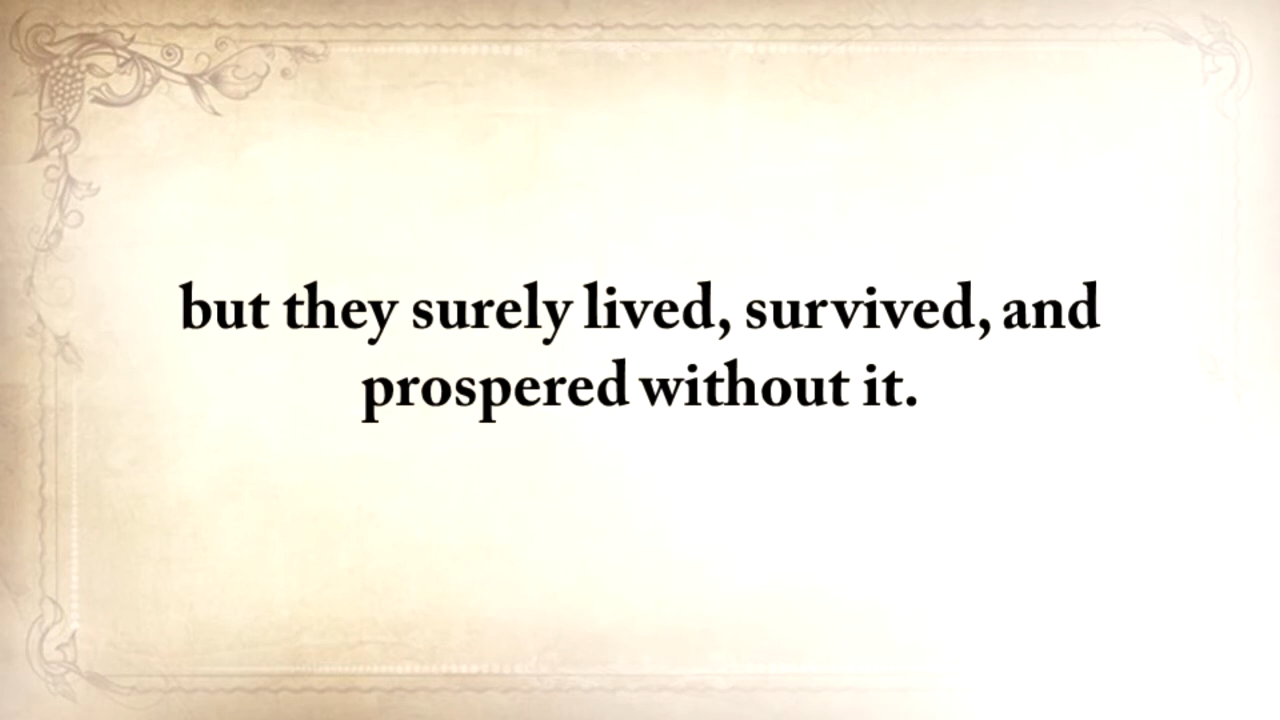 but they surely lived, survived, and
prospered without it.